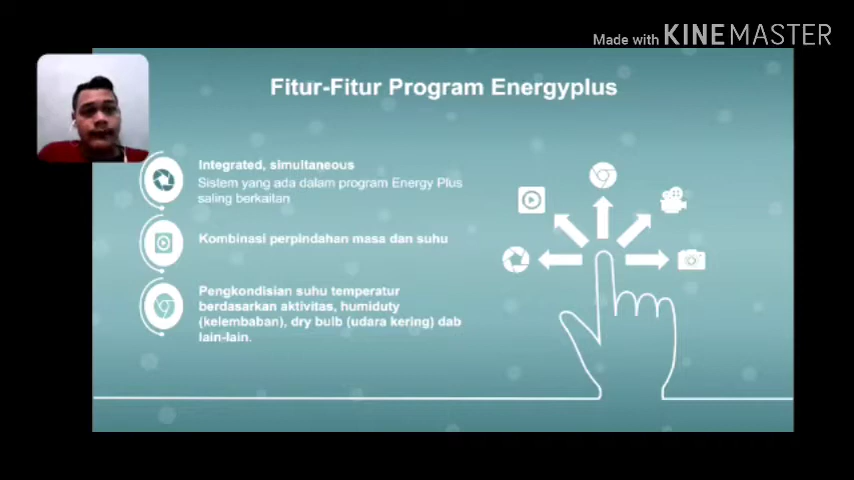 Made with KINEMASTER
Fitur-Fitur Program Energyplus
Integrated, simultaneous
Sistem yang ada dalam program Energy Plus
saling berkaitan
Kombinasi perpindahan masa dan suhu
Pengkondisian suhu temperatur
berdasarkan aktivitas, humiduty
(kelembaban), dry bulb (udara kering) dab
lain-lain.